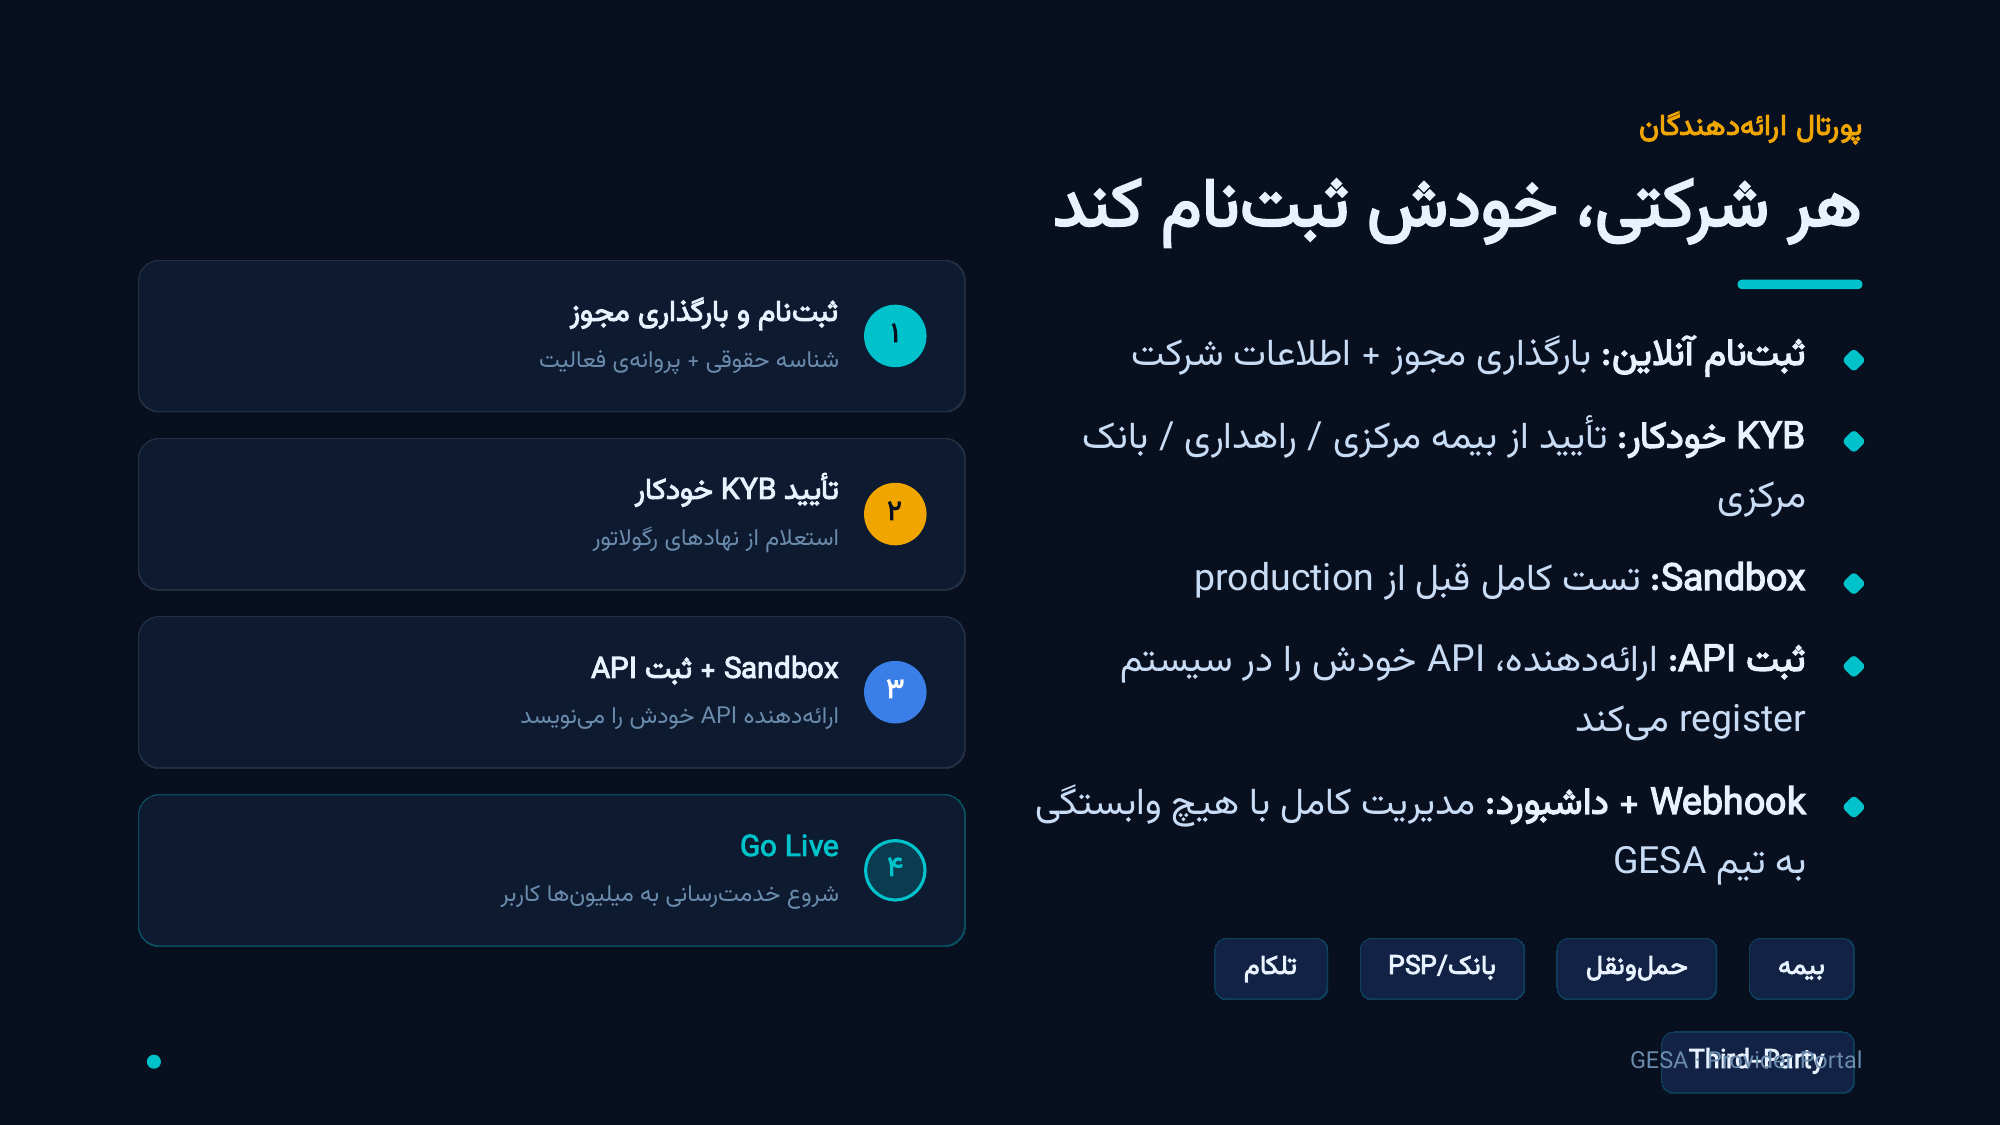 پورتال ارائه‌دهندگان
هر شرکتی، خودش ثبت‌نام کند
ثبت‌نام آنلاین: بارگذاری مجوز + اطلاعات شرکت
KYB خودکار: تأیید از بیمه مرکزی / راهداری / بانک
مرکزی
Sandbox: تست کامل قبل از production
ثبت API: ارائه‌دهنده، API خودش را در سیستم
register می‌کند
Webhook + داشبورد: مدیریت کامل با هیچ وابستگی
به تیم GESA
بیمه
حمل‌ونقل
بانک/PSP
تلکام
Third-Party
۱
ثبت‌نام و بارگذاری مجوز
شناسه حقوقی + پروانه‌ی فعالیت
۲
تأیید KYB خودکار
استعلام از نهادهای رگولاتور
۳
Sandbox + ثبت API
ارائه‌دهنده API خودش را می‌نویسد
۴
Go Live
شروع خدمت‌رسانی به میلیون‌ها کاربر
GESA · Provider Portal